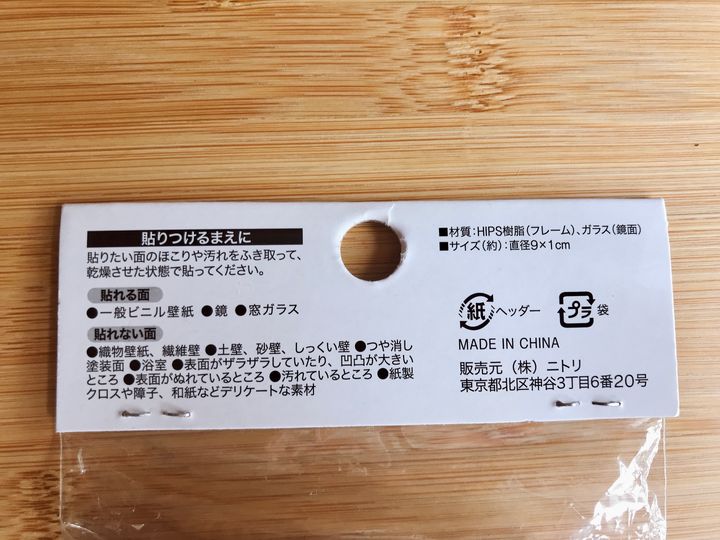 貼りつけるまえに
貼りたい面のほこりや汚れをふき取って、
乾燥させた状態で貼ってください。
貼れる面
●一般ビニル壁紙 ●鏡 ●窓ガラス
貼れない面
●織物壁紙、繊維壁 ●土壁、砂壁、しっくい壁 ●つや消し
塗装面 ●浴室 ●表面がザラザラしていたり、凹凸が大きい
ところ ●表面がぬれているところ ●汚れているところ ●紙製
クロスや障子、和紙などデリケートな素材
■材質:HIPS樹脂(フレーム)、ガラス(鏡面)
■サイズ(約):直径9×1cm
紙 ヘッダー プラ 袋
MADE IN CHINA
販売元(株)ニトリ
東京都北区神谷3丁目6番20号